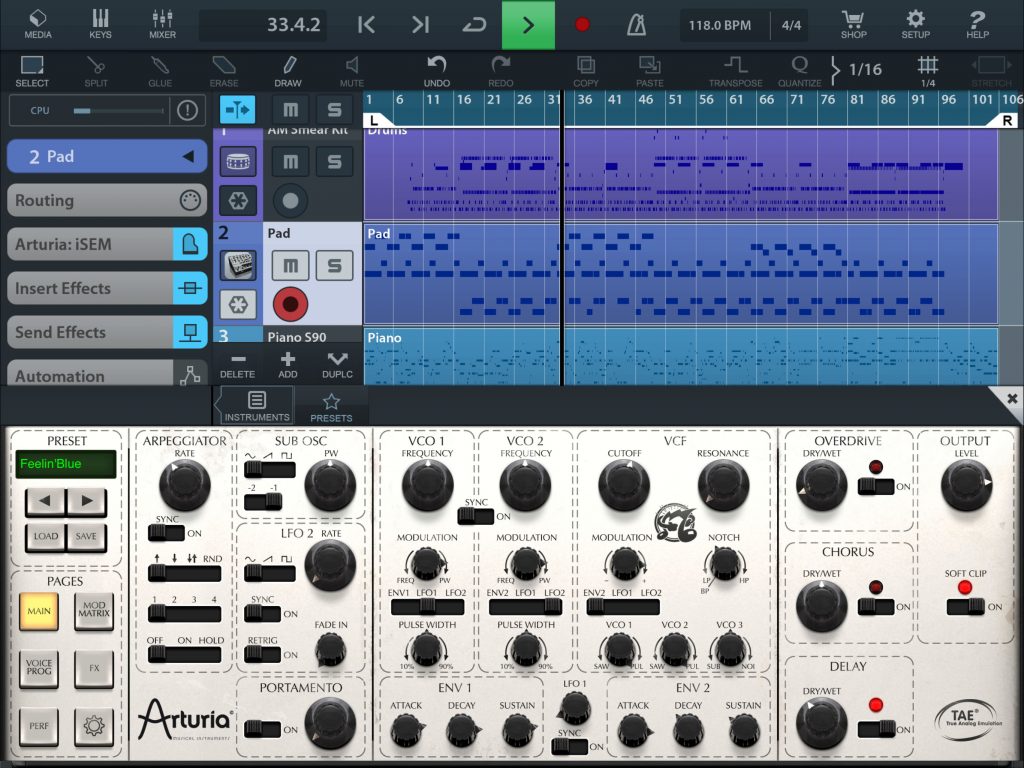 33.4.2
118.0 BPM 4/4
MEDIA KEYS MIXER SHOP SETUP HELP
1/16
SELECT SPLIT GLUE ERASE DRAW MUTE UNDO REDO COPY PASTE TRANSPOSE QUANTIZE 1/4 STRETCH
CPU
M S
1 6 11 16 21 26 31 36 41 46 51 56 61 66 71 76 81 86 91 96 101 106
L R
1 AM Smear Kit Drums
2 Pad
M S
Routing
2 Pad Pad
Arturia: iSEM
M S
Insert Effects
Send Effects
3 Piano S90 Piano
Automation
DELETE ADD DUPLC
INSTRUMENTS PRESETS
PRESET ARPEGGIATOR SUB OSC VCO 1 VCO 2 VCF OVERDRIVE OUTPUT
RATE PW FREQUENCY FREQUENCY CUTOFF RESONANCE DRY/WET LEVEL
Feelin'Blue
ON
-2 -1
SYNC ON
SYNC ON
LOAD SAVE
LFO 2 RATE
MODULATION MODULATION MODULATION NOTCH
CHORUS
RND
PAGES
FREQ PW FREQ PW - + LP HP
BP
DRY/WET SOFT CLIP
ENV1 LFO1 LFO2 ENV2 LFO1 LFO2 ENV2 LFO1 LFO2
1 2 3 4
SYNC ON
MAIN MOD MATRIX
ON ON
FADE IN
PULSE WIDTH PULSE WIDTH VCO 1 VCO 2 VCO 3
OFF ON HOLD
RETRIG ON
VOICE PROG FX
10% 90% 10% 90% SAW PUL SAW PUL SUB NOI
DELAY
PORTAMENTO ENV 1 LFO 1 ENV 2
DRY/WET
ATTACK DECAY SUSTAIN ATTACK DECAY SUSTAIN
Arturia®
MUSICAL INSTRUMENTS
PERF
ON
SYNC ON
ON
TAE®
True Analog Emulation